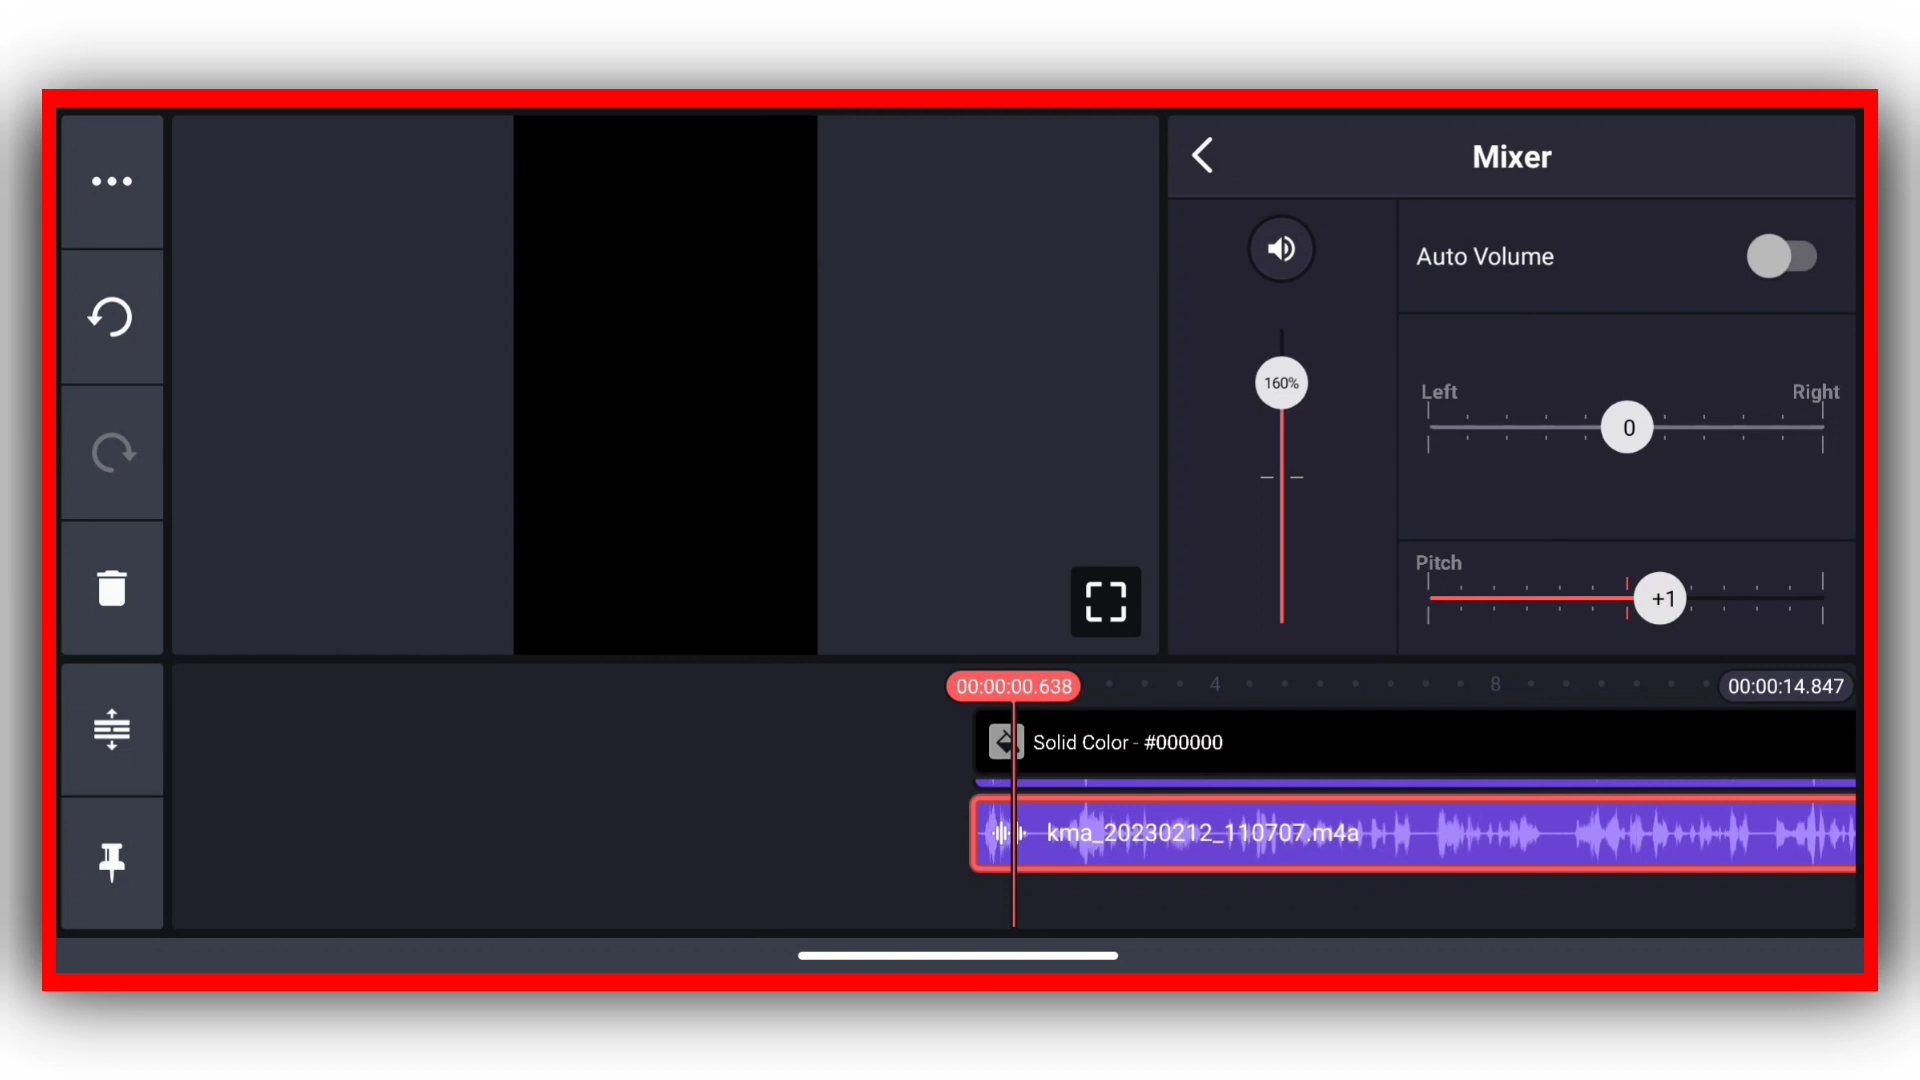 Mixer
Auto Volume
160%
Left
Right
0
Pitch
+1
00:00:00.638
4
8
00:00:14.847
Solid Color - #000000
kma_20230212_110707.m4a